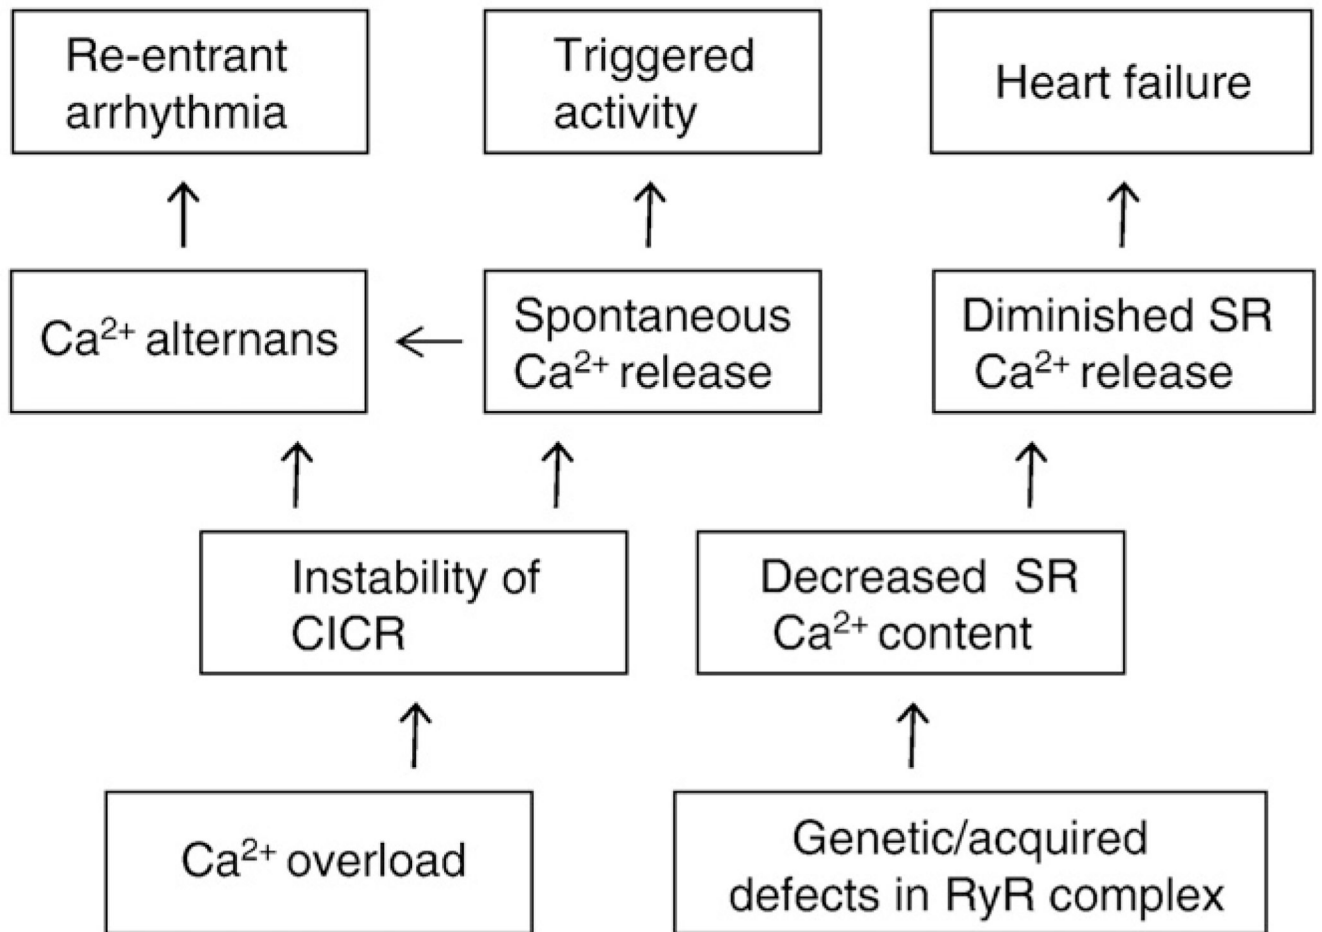 Re-entrant
arrhythmia
Triggered
activity
Heart failure
Ca²⁺ alternans
Spontaneous
Ca²⁺ release
Diminished SR
Ca²⁺ release
Instability of
CICR
Decreased SR
Ca²⁺ content
Ca²⁺ overload
Genetic/acquired
defects in RyR complex